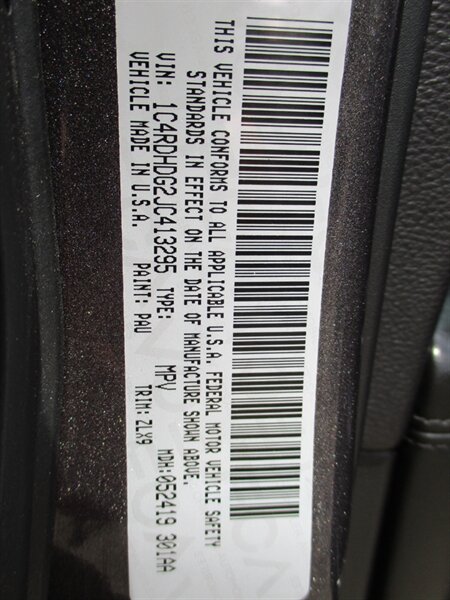 THIS VEHICLE CONFORMS TO ALL APPLICABLE U.S.A. FEDERAL MOTOR VEHICLE SAFETY
STANDARDS IN EFFECT ON THE DATE OF MANUFACTURE SHOWN ABOVE.
VIN: 1C4RDHDG2JC413295 TYPE: MPV MDH:052419 301AA
VEHICLE MADE IN U.S.A. PAINT: PAU TRIM: ZLX9